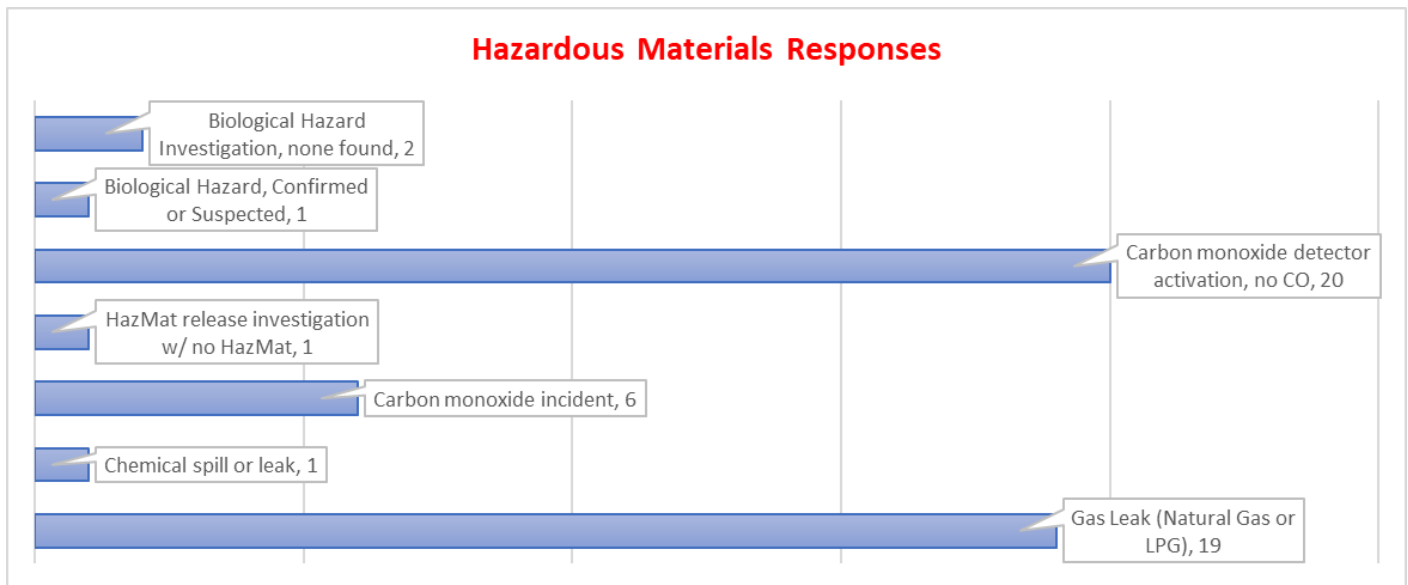 Hazardous Materials Responses
Biological Hazard
Investigation, none found, 2
Biological Hazard, Confirmed
or Suspected, 1
Carbon monoxide detector
activation, no CO, 20
HazMat release investigation
w/ no HazMat, 1
Carbon monoxide incident, 6
Chemical spill or leak, 1
Gas Leak (Natural Gas or
LPG), 19